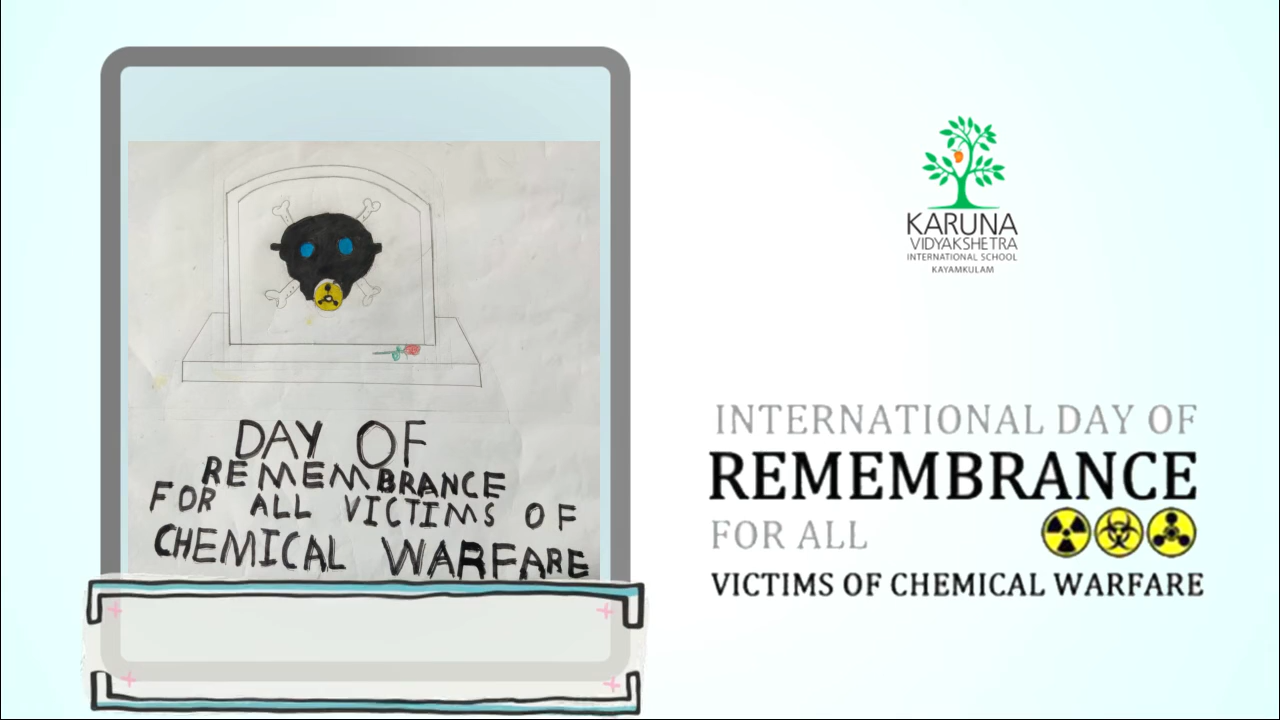 DAY OF
REMEMBRANCE
FOR ALL VICTIMS OF
CHEMICAL WARFARE
KARUNA
VIDYAKSHETRA
INTERNATIONAL SCHOOL
KAYAMKULAM
INTERNATIONAL DAY OF
REMEMBRANCE
FOR ALL
VICTIMS OF CHEMICAL WARFARE